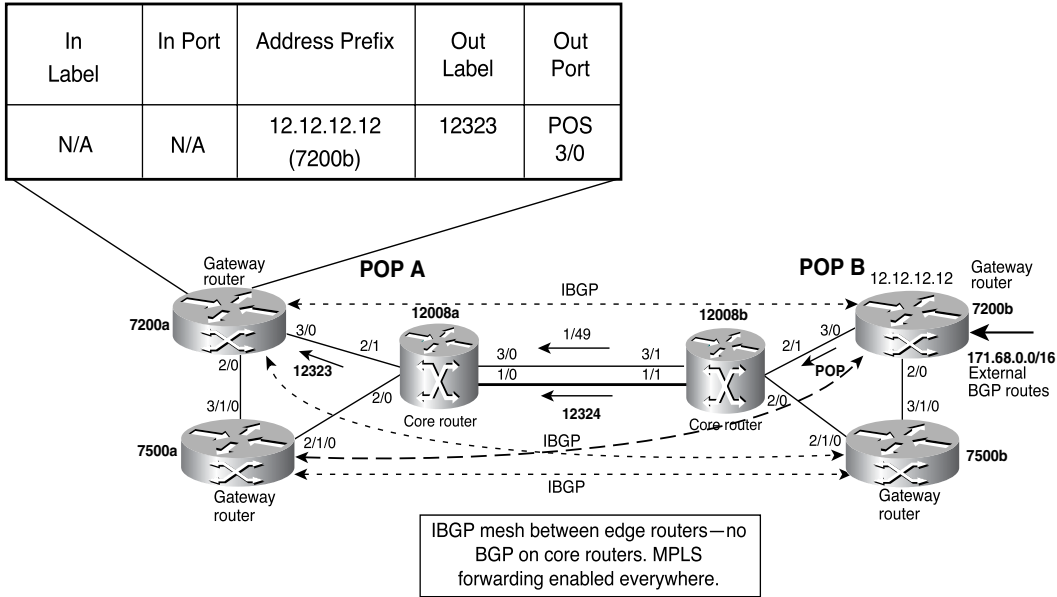 In
Label
In Port
Address Prefix
Out
Label
Out
Port
N/A
N/A
12.12.12.12
(7200b)
12323
POS
3/0
Gateway
router
POP A
POP B
12.12.12.12
Gateway
router
7200a
IBGP
7200b
12008a
12008b
3/0
2/1
1/49
3/0
3/1
1/0
1/1
2/1
3/0
171.68.0.0/16
External
BGP routes
12323
POP
2/0
2/0
2/0
2/0
12324
3/1/0
3/1/0
Core router
Core router
7500a
2/1/0
IBGP
2/1/0
7500b
IBGP
Gateway
router
Gateway
router
IBGP mesh between edge routers—no
BGP on core routers. MPLS
forwarding enabled everywhere.